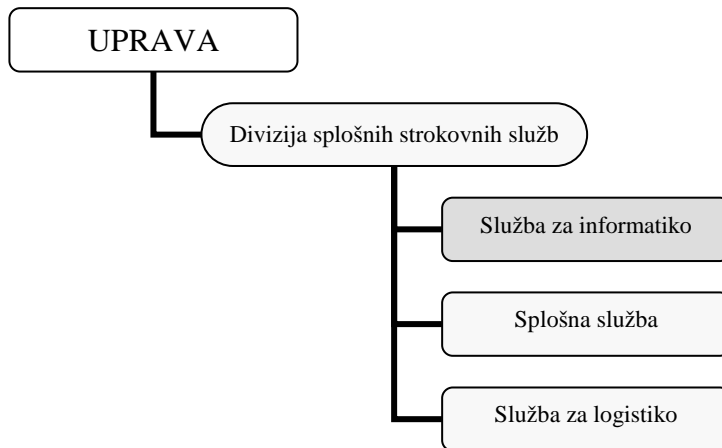 UPRAVA
Divizija splošnih strokovnih služb
Služba za informatiko
Splošna služba
Služba za logistiko